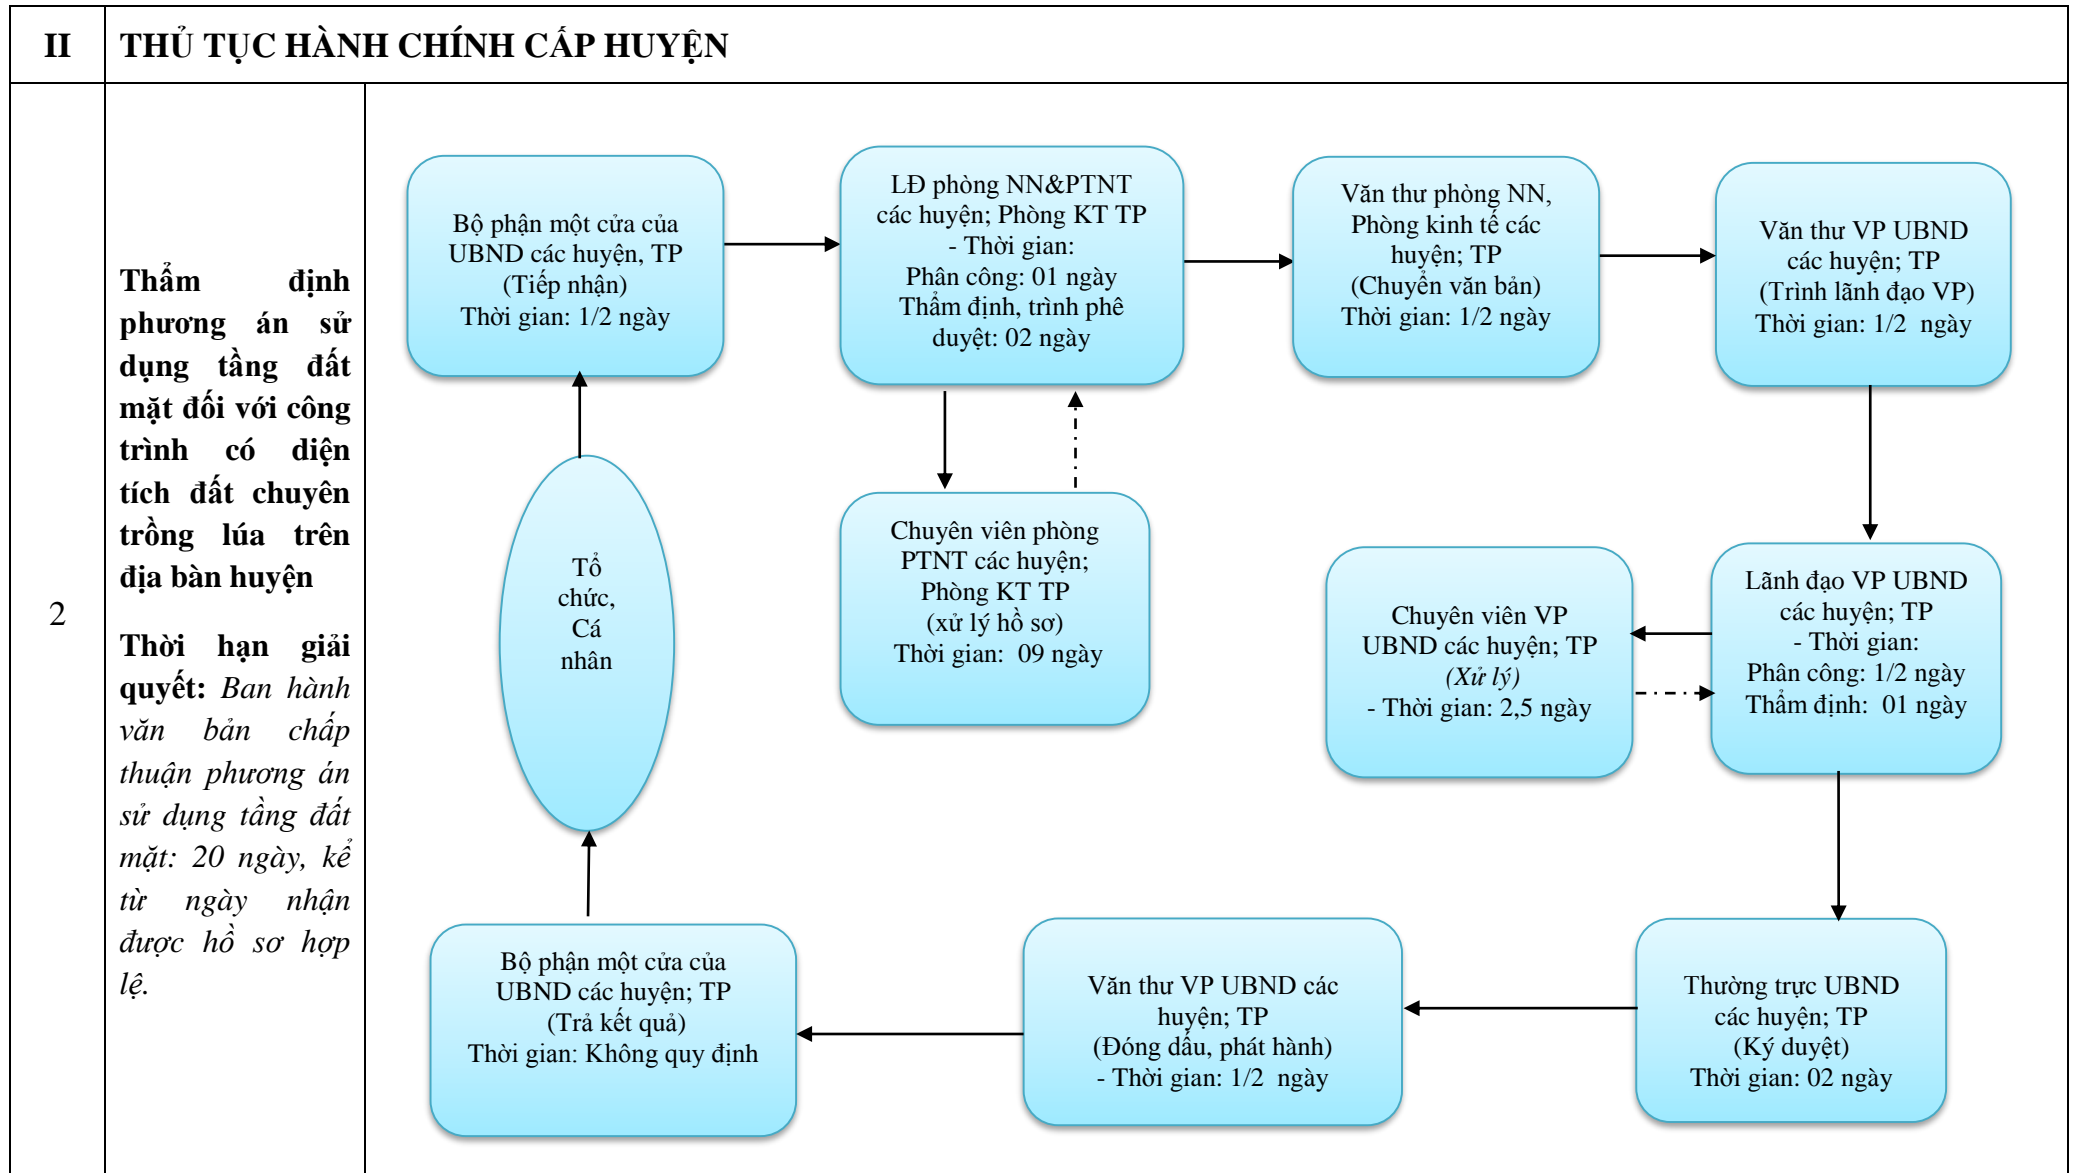 II
THỦ TỤC HÀNH CHÍNH CẤP HUYỆN
2
Thẩm định
phương án sử
dụng tầng đất
mặt đối với công
trình có diện
tích đất chuyên
trồng lúa trên
địa bàn huyện
Thời hạn giải
quyết: Ban hành
văn bản chấp
thuận phương án
sử dụng tầng đất
mặt: 20 ngày, kể
từ ngày nhận
được hồ sơ hợp
lệ.
Bộ phận một cửa của
UBND các huyện, TP
(Tiếp nhận)
Thời gian: 1/2 ngày
LĐ phòng NN&PTNT
các huyện; Phòng KT TP
- Thời gian:
Phân công: 01 ngày
Thẩm định, trình phê
duyệt: 02 ngày
Văn thư phòng NN,
Phòng kinh tế các
huyện; TP
(Chuyển văn bản)
Thời gian: 1/2 ngày
Văn thư VP UBND
các huyện; TP
(Trình lãnh đạo VP)
Thời gian: 1/2 ngày
Tổ
chức,
Cá
nhân
Chuyên viên phòng
PTNT các huyện;
Phòng KT TP
(xử lý hồ sơ)
Thời gian: 09 ngày
Chuyên viên VP
UBND các huyện; TP
(Xử lý)
- Thời gian: 2,5 ngày
Lãnh đạo VP UBND
các huyện; TP
- Thời gian:
Phân công: 1/2 ngày
Thẩm định: 01 ngày
Bộ phận một cửa của
UBND các huyện; TP
(Trả kết quả)
Thời gian: Không quy định
Văn thư VP UBND các
huyện; TP
(Đóng dấu, phát hành)
- Thời gian: 1/2 ngày
Thường trực UBND
các huyện; TP
(Ký duyệt)
Thời gian: 02 ngày